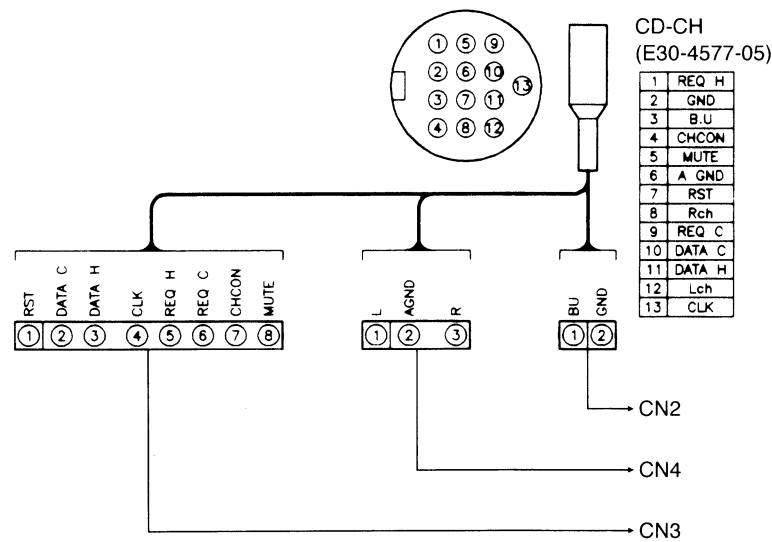 ① ⑤ ⑨
② ⑥ ⑩
⑬
③ ⑦ ⑪
④ ⑧ ⑫
CD-CH
(E30-4577-05)
1 REQ H
2 GND
3 B.U
4 CHCON
5 MUTE
6 A GND
7 RST
8 Rch
9 REQ C
10 DATA C
11 DATA H
12 Lch
13 CLK
RST
DATA C
DATA H
CLK
REQ H
REQ C
CHCON
MUTE
① ② ③ ④ ⑤ ⑥ ⑦ ⑧
L
AGND
R
① ② ③
BU
GND
① ②
CN2
CN4
CN3